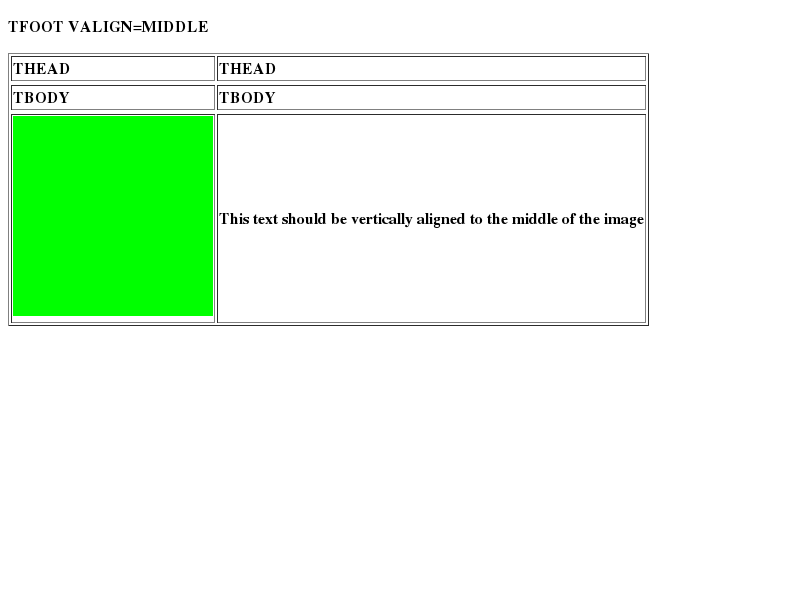 TFOOT VALIGN=MIDDLE
THEAD THEAD
TBODY TBODY
This text should be vertically aligned to the middle of the image